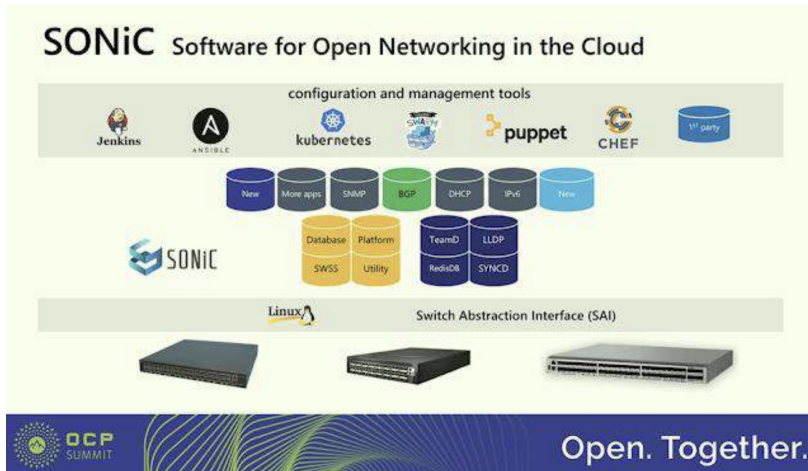 SONiC Software for Open Networking in the Cloud
configuration and management tools
Jenkins
A
ANSIBLE
kubernetes
SWARM
puppet
CHEF
1st party
New More apps SNMP BGP DHCP IPv6 New
Database Platform TeamD LLDP
SWSS Utility RedisDB SYNCD
SONiC
Linux Switch Abstraction Interface (SAI)
OCP
SUMMIT
Open. Together.